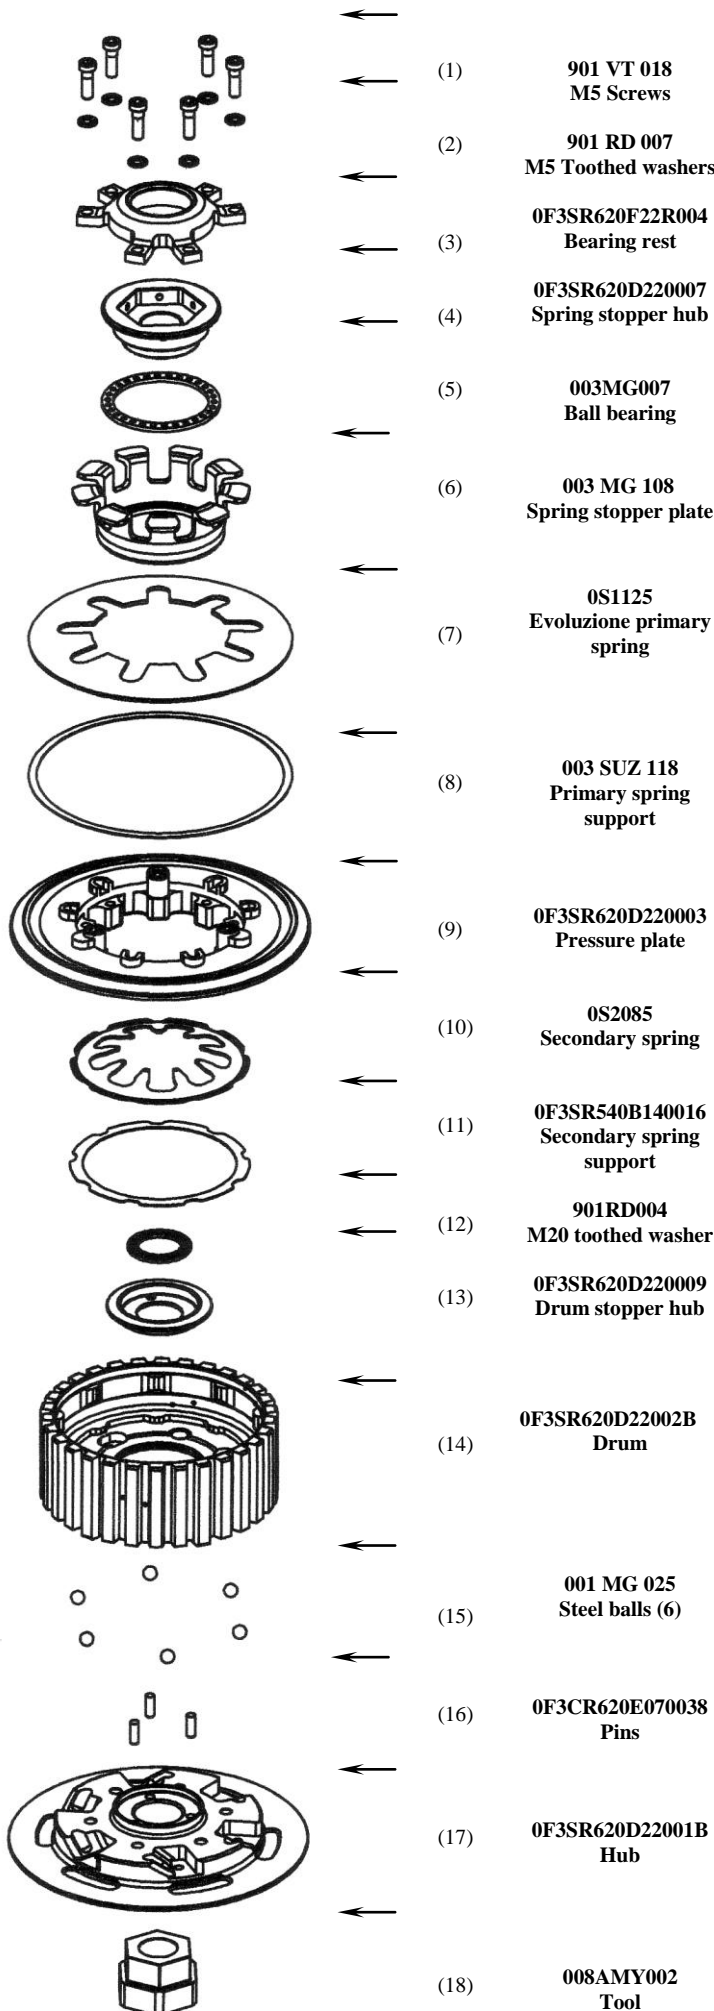 (1) 901 VT 018
M5 Screws
(2) 901 RD 007
M5 Toothed washers
0F3SR620F22R004
(3) Bearing rest
0F3SR620D220007
(4) Spring stopper hub
(5) 003MG007
Ball bearing
(6) 003 MG 108
Spring stopper plate
0S1125
Evoluzione primary
(7) spring
003 SUZ 118
(8) Primary spring
support
0F3SR620D220003
(9) Pressure plate
0S2085
(10) Secondary spring
0F3SR540B140016
(11) Secondary spring
support
901RD004
(12) M20 toothed washer
0F3SR620D220009
(13) Drum stopper hub
0F3SR620D22002B
(14) Drum
001 MG 025
(15) Steel balls (6)
(16) 0F3CR620E070038
Pins
(17) 0F3SR620D22001B
Hub
(18) 008AMY002
Tool